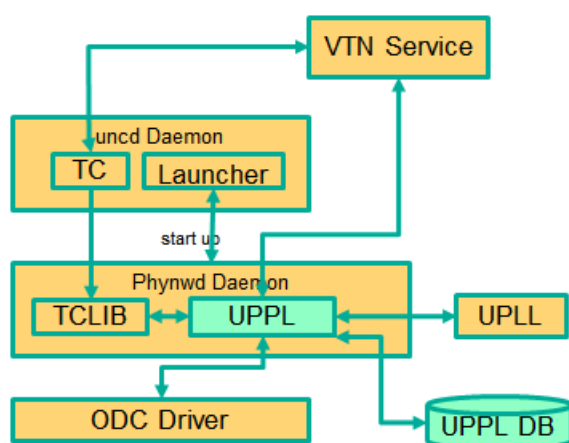 VTN Service
uncd Daemon
TC
Launcher
start up
Phynwd Daemon
TCLIB
UPPL
UPLL
ODC Driver
UPPL DB